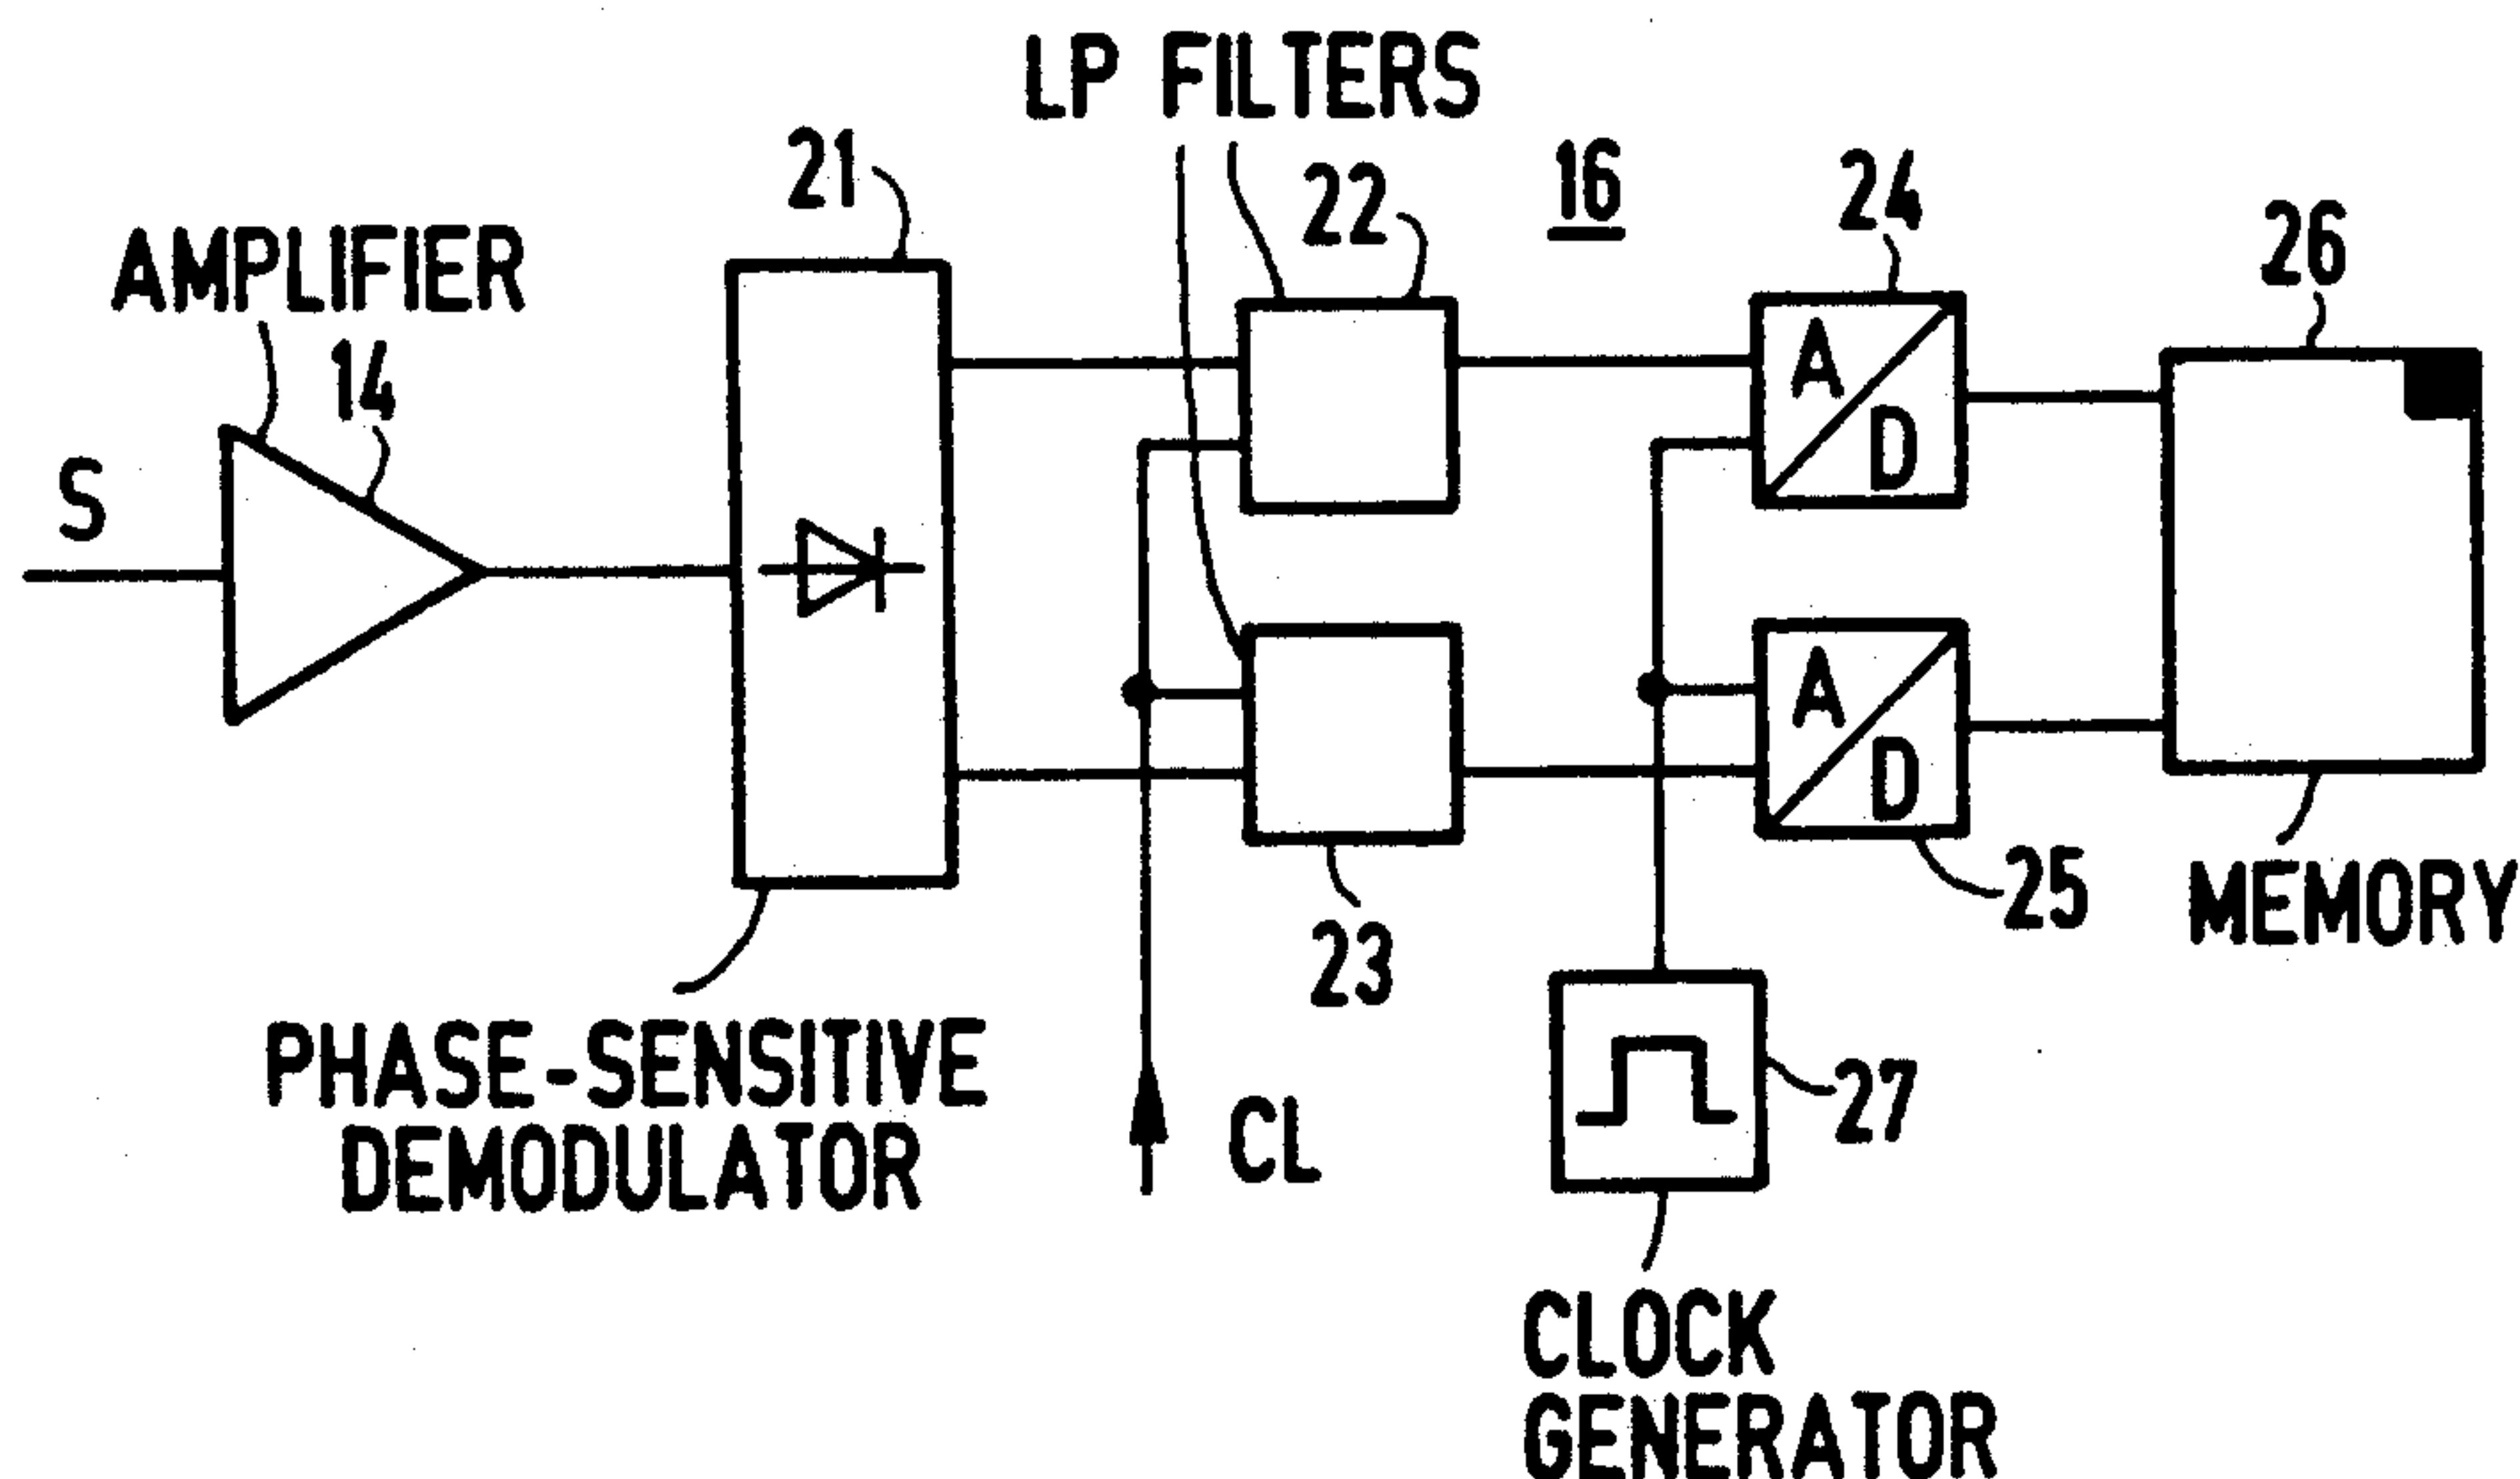 LP FILTERS
21
22
16
24
26
AMPLIFIER
14
S
A
D
A
D
25
MEMORY
23
PHASE-SENSITIVE
DEMODULATOR
CL
27
CLOCK
GENERATOR